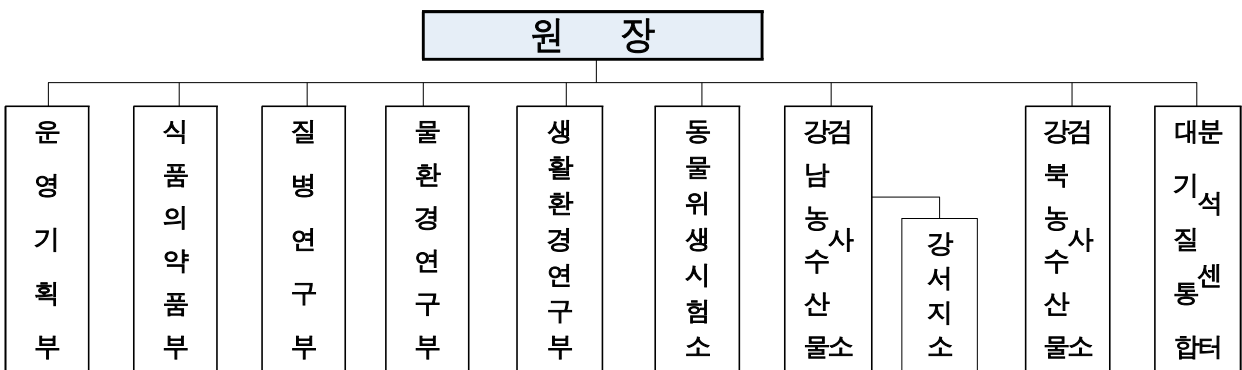 원 장
운영기획부
식품의약품부
질병연구부
물환경연구부
생활환경연구부
동물위생시험소
강남농수산물
검사소
강서지소
강북농수산물
검사소
대기질통합
분석센터